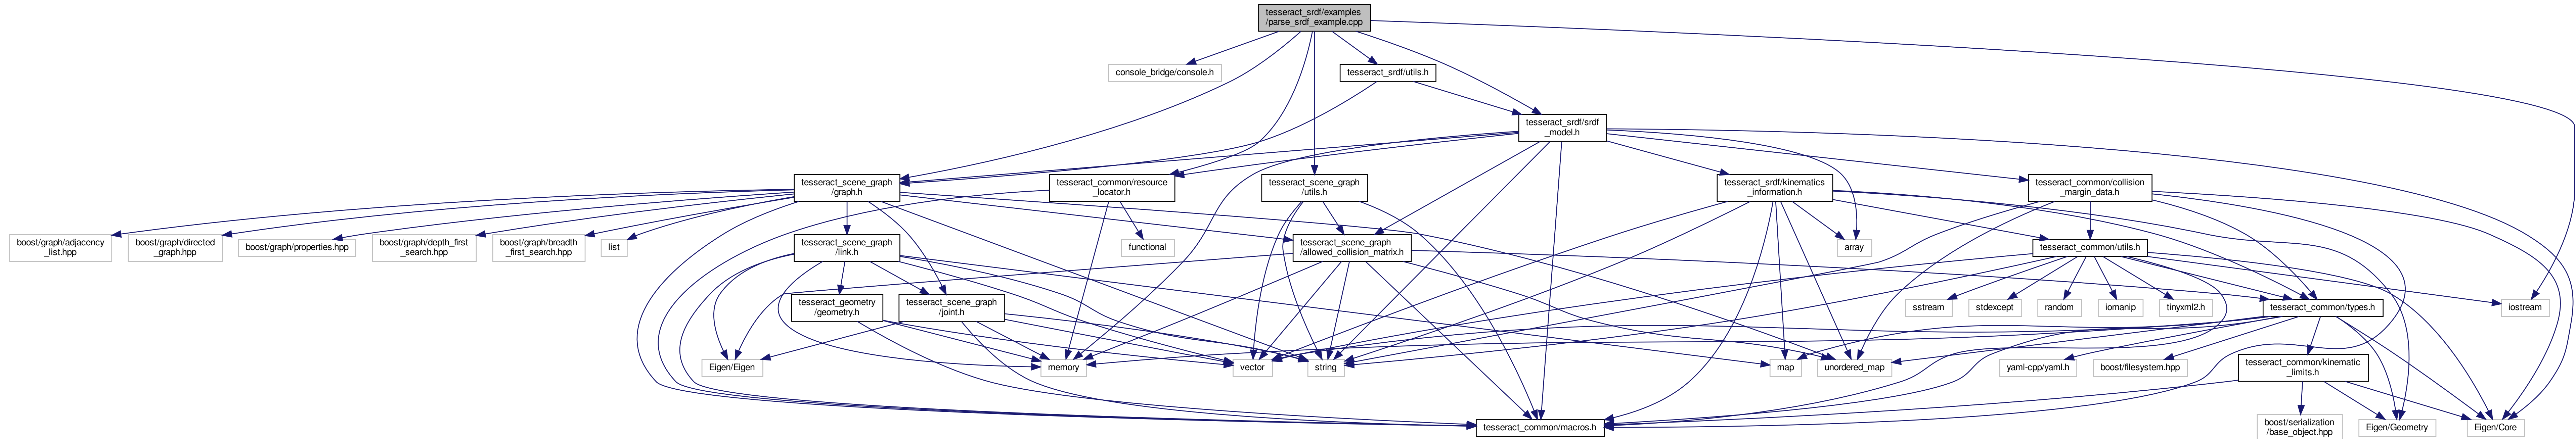 tesseract_srdf/examples
/parse_srdf_example.cpp
console_bridge/console.h
tesseract_srdf/utils.h
tesseract_srdf/srdf
_model.h
tesseract_scene_graph
/graph.h
tesseract_common/resource
_locator.h
tesseract_scene_graph
/utils.h
tesseract_srdf/kinematics
_information.h
tesseract_common/collision
_margin_data.h
boost/graph/adjacency
_list.hpp
boost/graph/directed
_graph.hpp
boost/graph/properties.hpp
boost/graph/depth_first
_search.hpp
boost/graph/breadth
_first_search.hpp
list
tesseract_scene_graph
/link.h
functional
tesseract_scene_graph
/allowed_collision_matrix.h
array
tesseract_common/utils.h
tesseract_geometry
/geometry.h
tesseract_scene_graph
/joint.h
sstream
stdexcept
random
iomanip
tinyxml2.h
tesseract_common/types.h
iostream
Eigen/Eigen
memory
vector
string
map
unordered_map
yaml-cpp/yaml.h
boost/filesystem.hpp
tesseract_common/kinematic
_limits.h
tesseract_common/macros.h
boost/serialization
/base_object.hpp
Eigen/Geometry
Eigen/Core